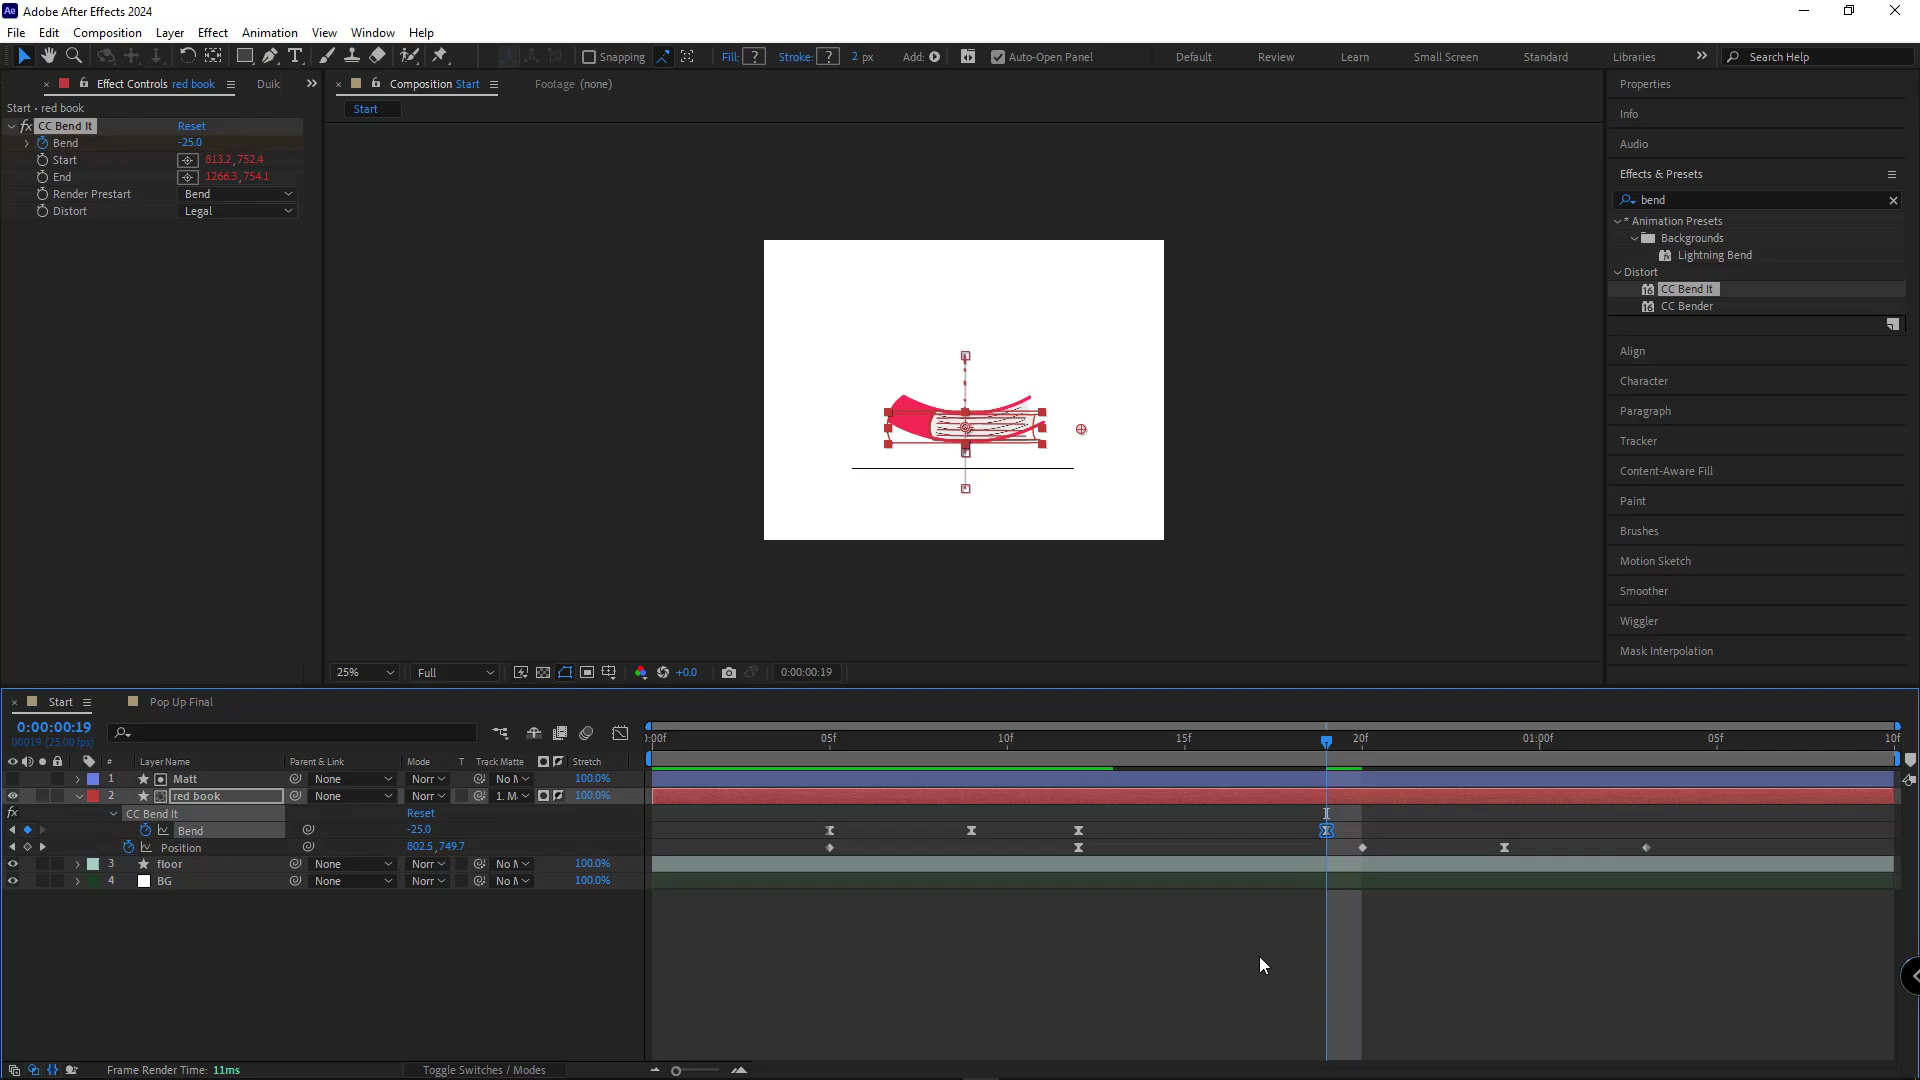 Ae Adobe After Effects 2024
File Edit Composition Layer Effect Animation View Window Help
Snapping Fill: ? Stroke: ? 2 px Add: Auto-Open Panel Default Review Learn Small Screen Standard Libraries Search Help
Effect Controls red book Duik
Composition Start Footage (none)
Start
Start • red book
fx CC Bend It Reset
Bend -25.0
Start 813.2, 752.4
End 1266.3, 754.1
Render Prestart Bend
Distort Legal
Properties
Info
Audio
Effects & Presets
bend
* Animation Presets
Backgrounds
Lightning Bend
Distort
CC Bend It
CC Bender
Align
Character
Paragraph
Tracker
Content-Aware Fill
Paint
Brushes
Motion Sketch
Smoother
Wiggler
Mask Interpolation
25% Full +0.0 0:00:00:19
Start Pop Up Final
0:00:00:19
00019 (25.00 fps)
):00f 05f 10f 15f 20f 01:00f 05f 10f
# Layer Name Parent & Link Mode T Track Matte Stretch
1 Matt None Norr No M 100.0%
2 red book None Norr 1. M 100.0%
fx CC Bend It Reset
Bend -25.0
Position 802.5, 749.7
3 floor None Norr No M 100.0%
4 BG None Norr No M 100.0%
Frame Render Time: 11ms Toggle Switches / Modes